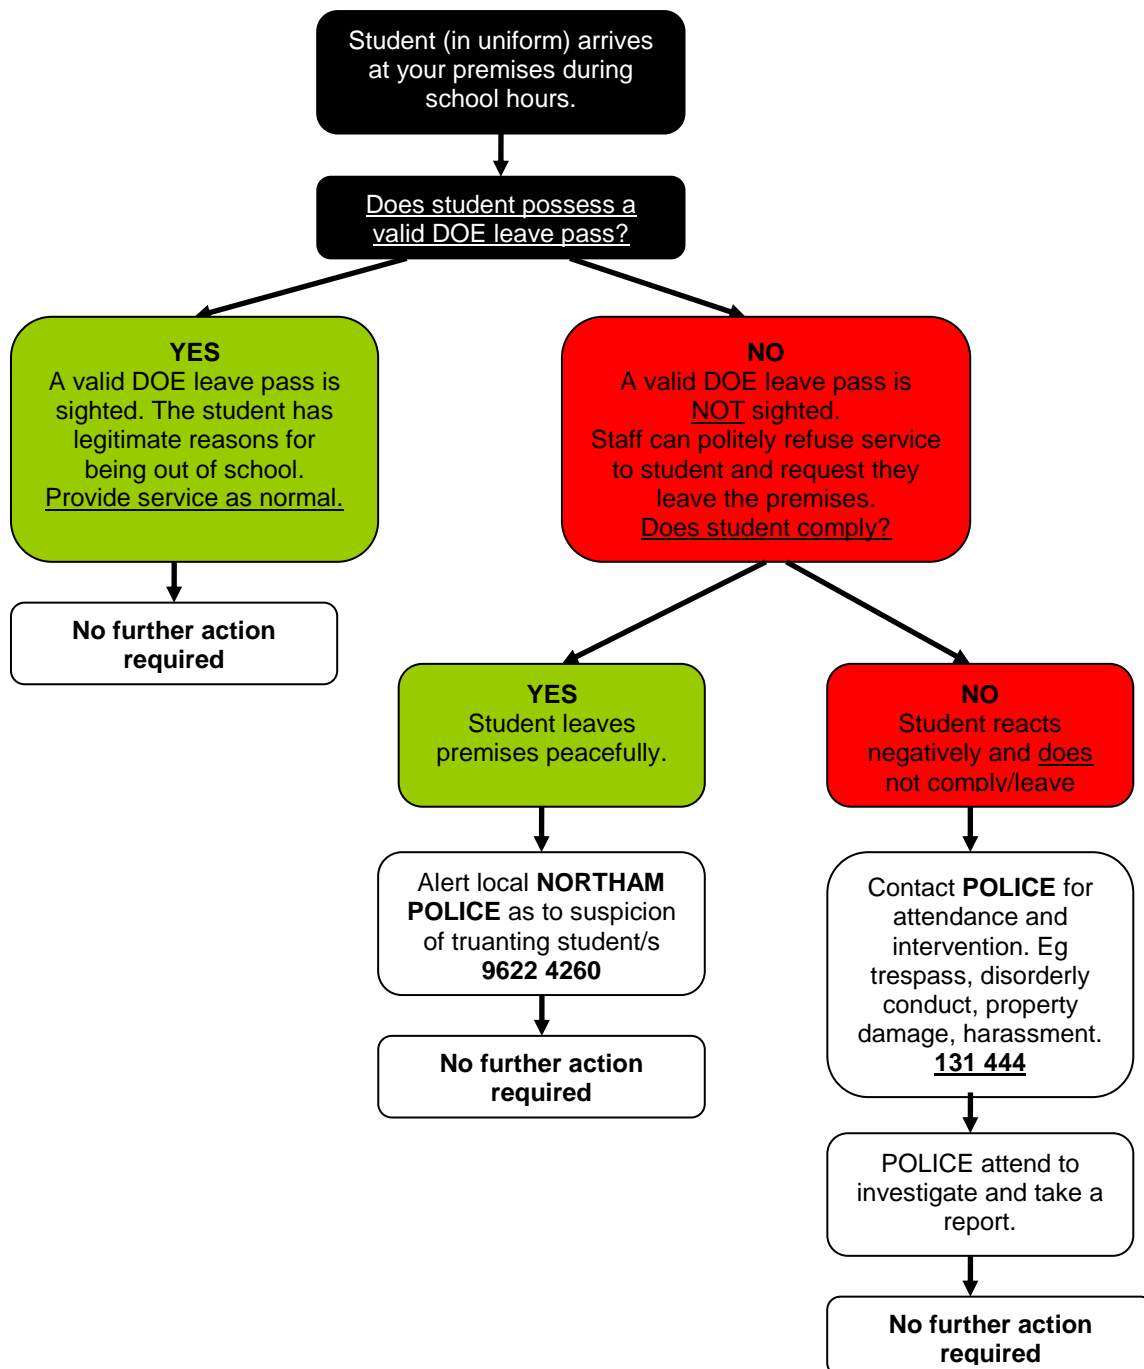 Student (in uniform) arrives
at your premises during
school hours.
Does student possess a
valid DOE leave pass?
YES
A valid DOE leave pass is
sighted. The student has
legitimate reasons for
being out of school.
Provide service as normal.
NO
A valid DOE leave pass is
NOT sighted.
Staff can politely refuse service
to student and request they
leave the premises.
Does student comply?
No further action
required
YES
Student leaves
premises peacefully.
NO
Student reacts
negatively and does
not comply/leave
Alert local NORTHAM
POLICE as to suspicion
of truanting student/s
9622 4260
Contact POLICE for
attendance and
intervention. Eg
trespass, disorderly
conduct, property
damage, harassment.
131 444
No further action
required
POLICE attend to
investigate and take a
report.
No further action
required